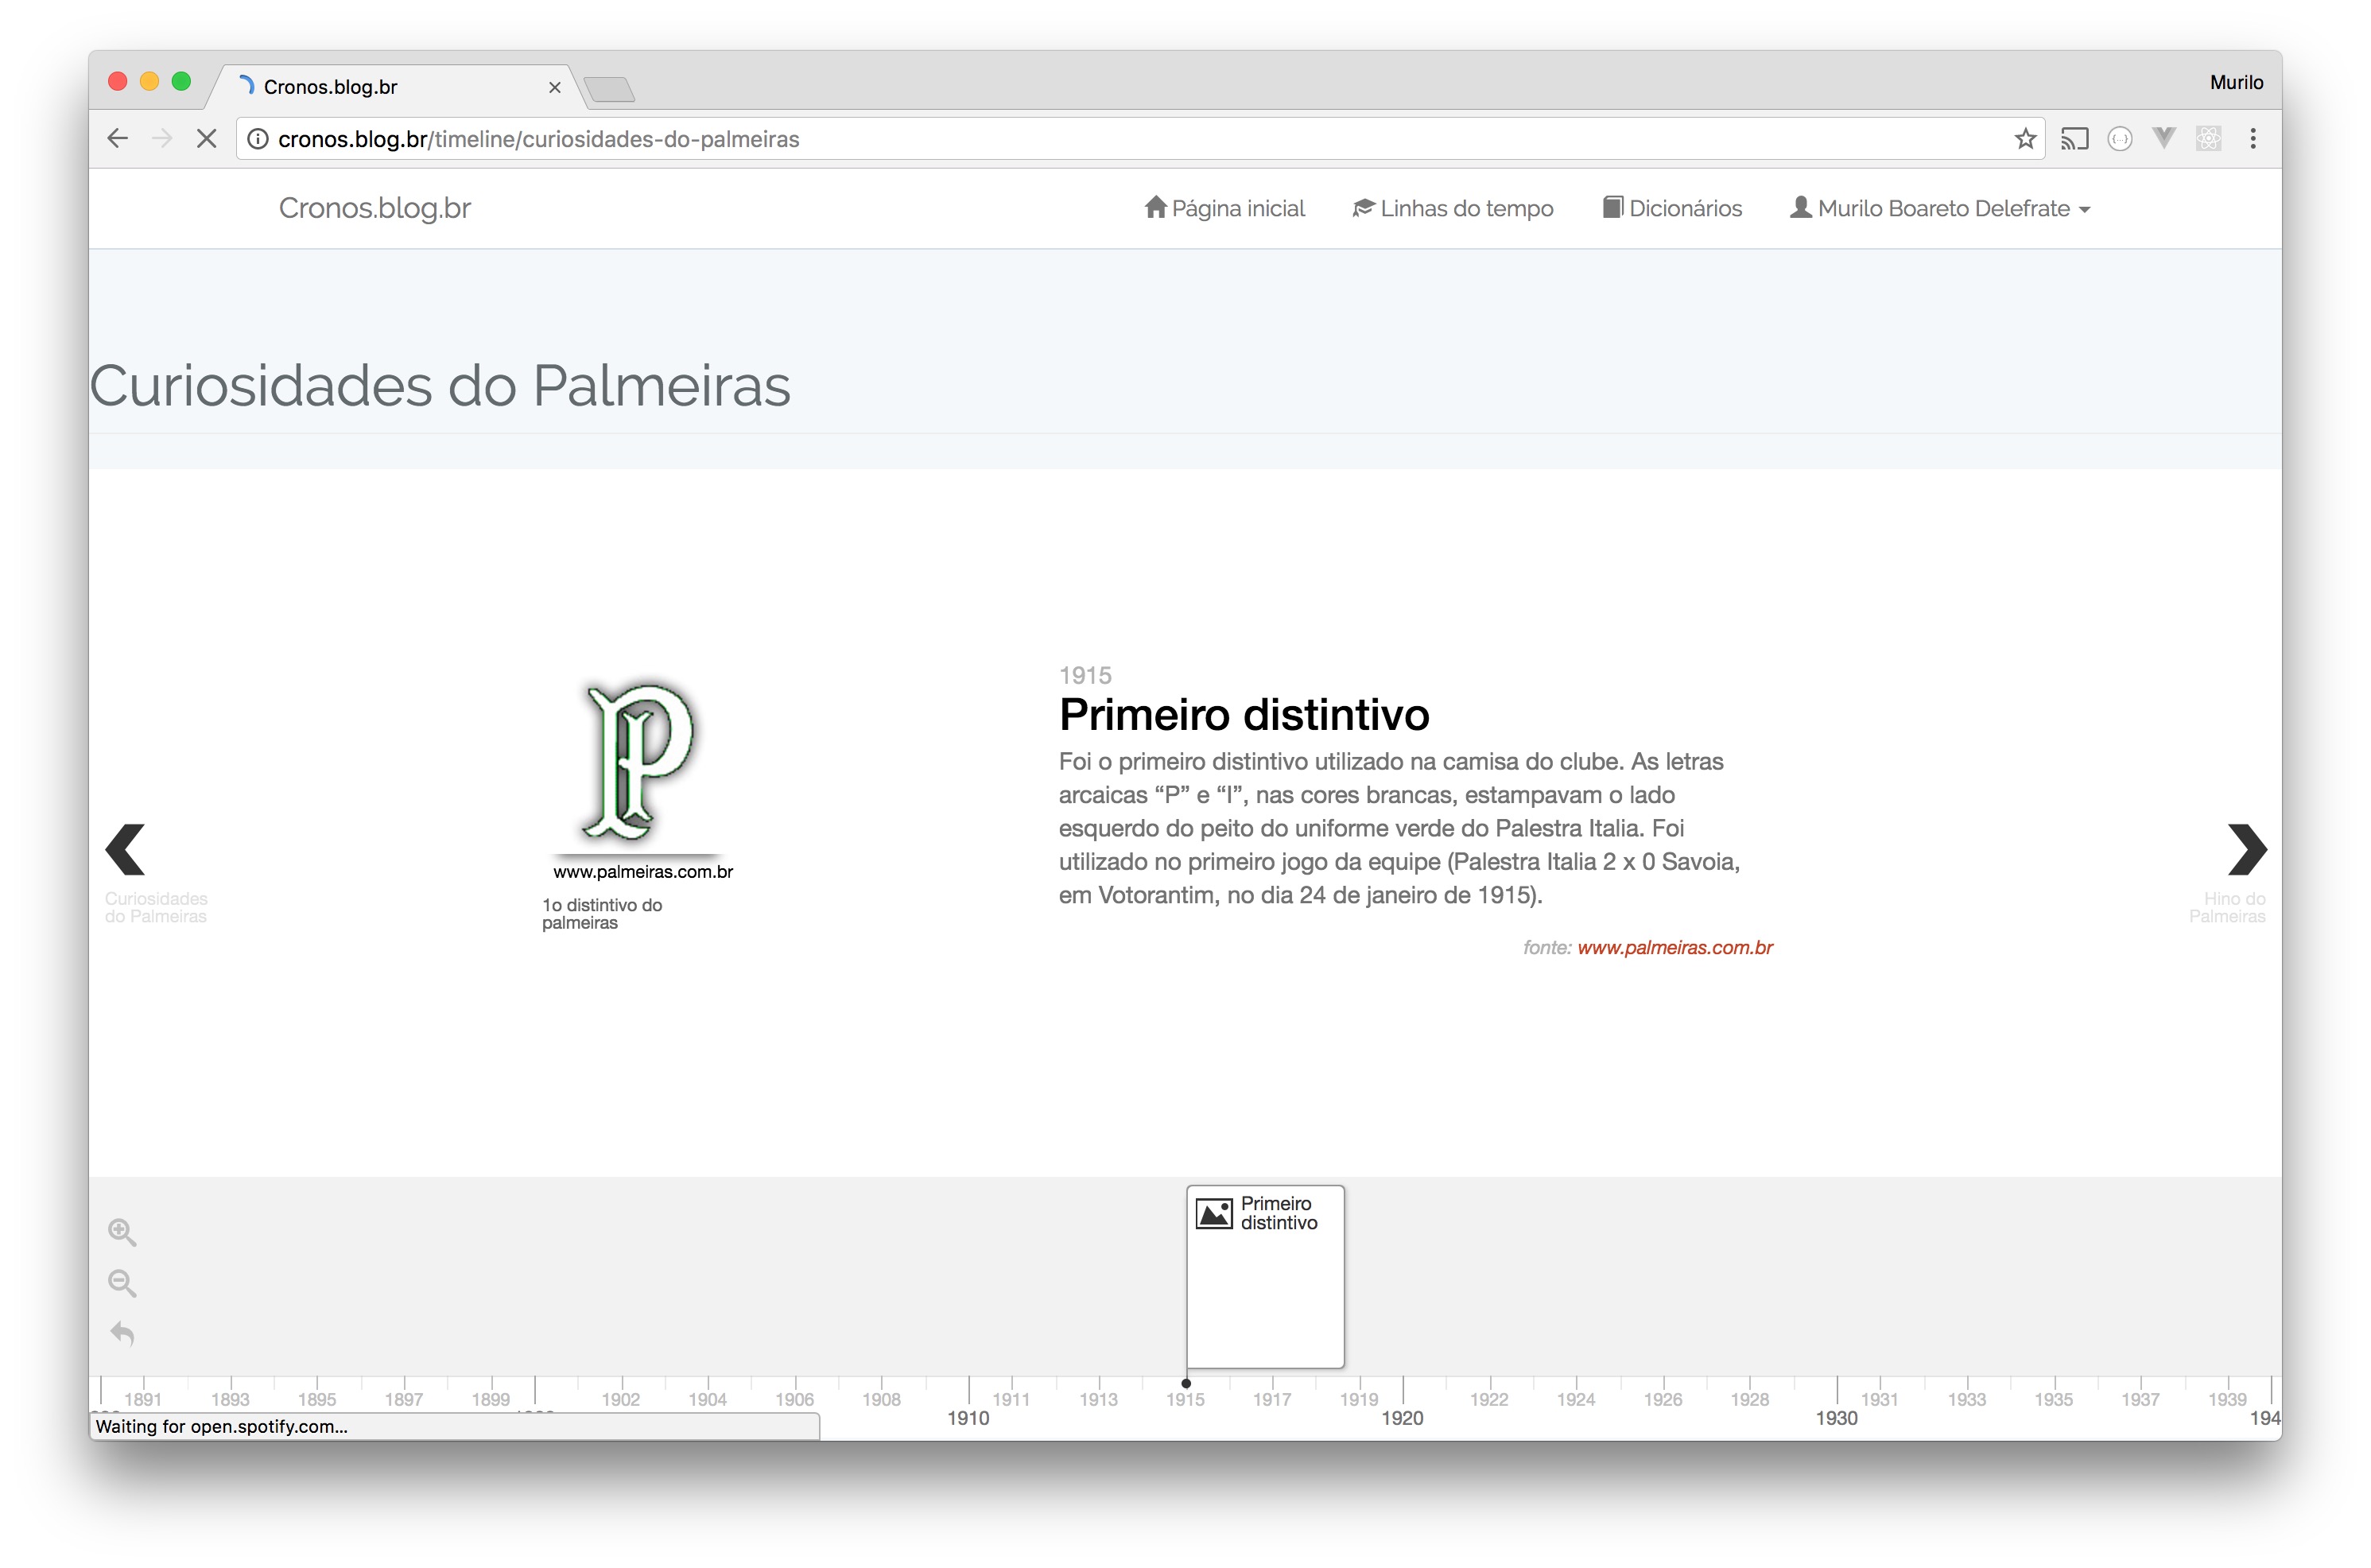 Cronos.blog.br
Murilo
cronos.blog.br/timeline/curiosidades-do-palmeiras
Cronos.blog.br
Página inicial
Linhas do tempo
Dicionários
Murilo Boareto Delefrate
Curiosidades do Palmeiras
1915
Primeiro distintivo
Foi o primeiro distintivo utilizado na camisa do clube. As letras
arcaicas “P” e “I”, nas cores brancas, estampavam o lado
esquerdo do peito do uniforme verde do Palestra Italia. Foi
utilizado no primeiro jogo da equipe (Palestra Italia 2 x 0 Savoia,
em Votorantim, no dia 24 de janeiro de 1915).
fonte: www.palmeiras.com.br
PI
www.palmeiras.com.br
1o distintivo do
palmeiras
Curiosidades
do Palmeiras
Hino do
Palmeiras
Primeiro
distintivo
1891 1893 1895 1897 1899 1902 1904 1906 1908 1911 1913 1915 1917 1919 1922 1924 1926 1928 1931 1933 1935 1937 1939
1910 1920 1930 194
Waiting for open.spotify.com...